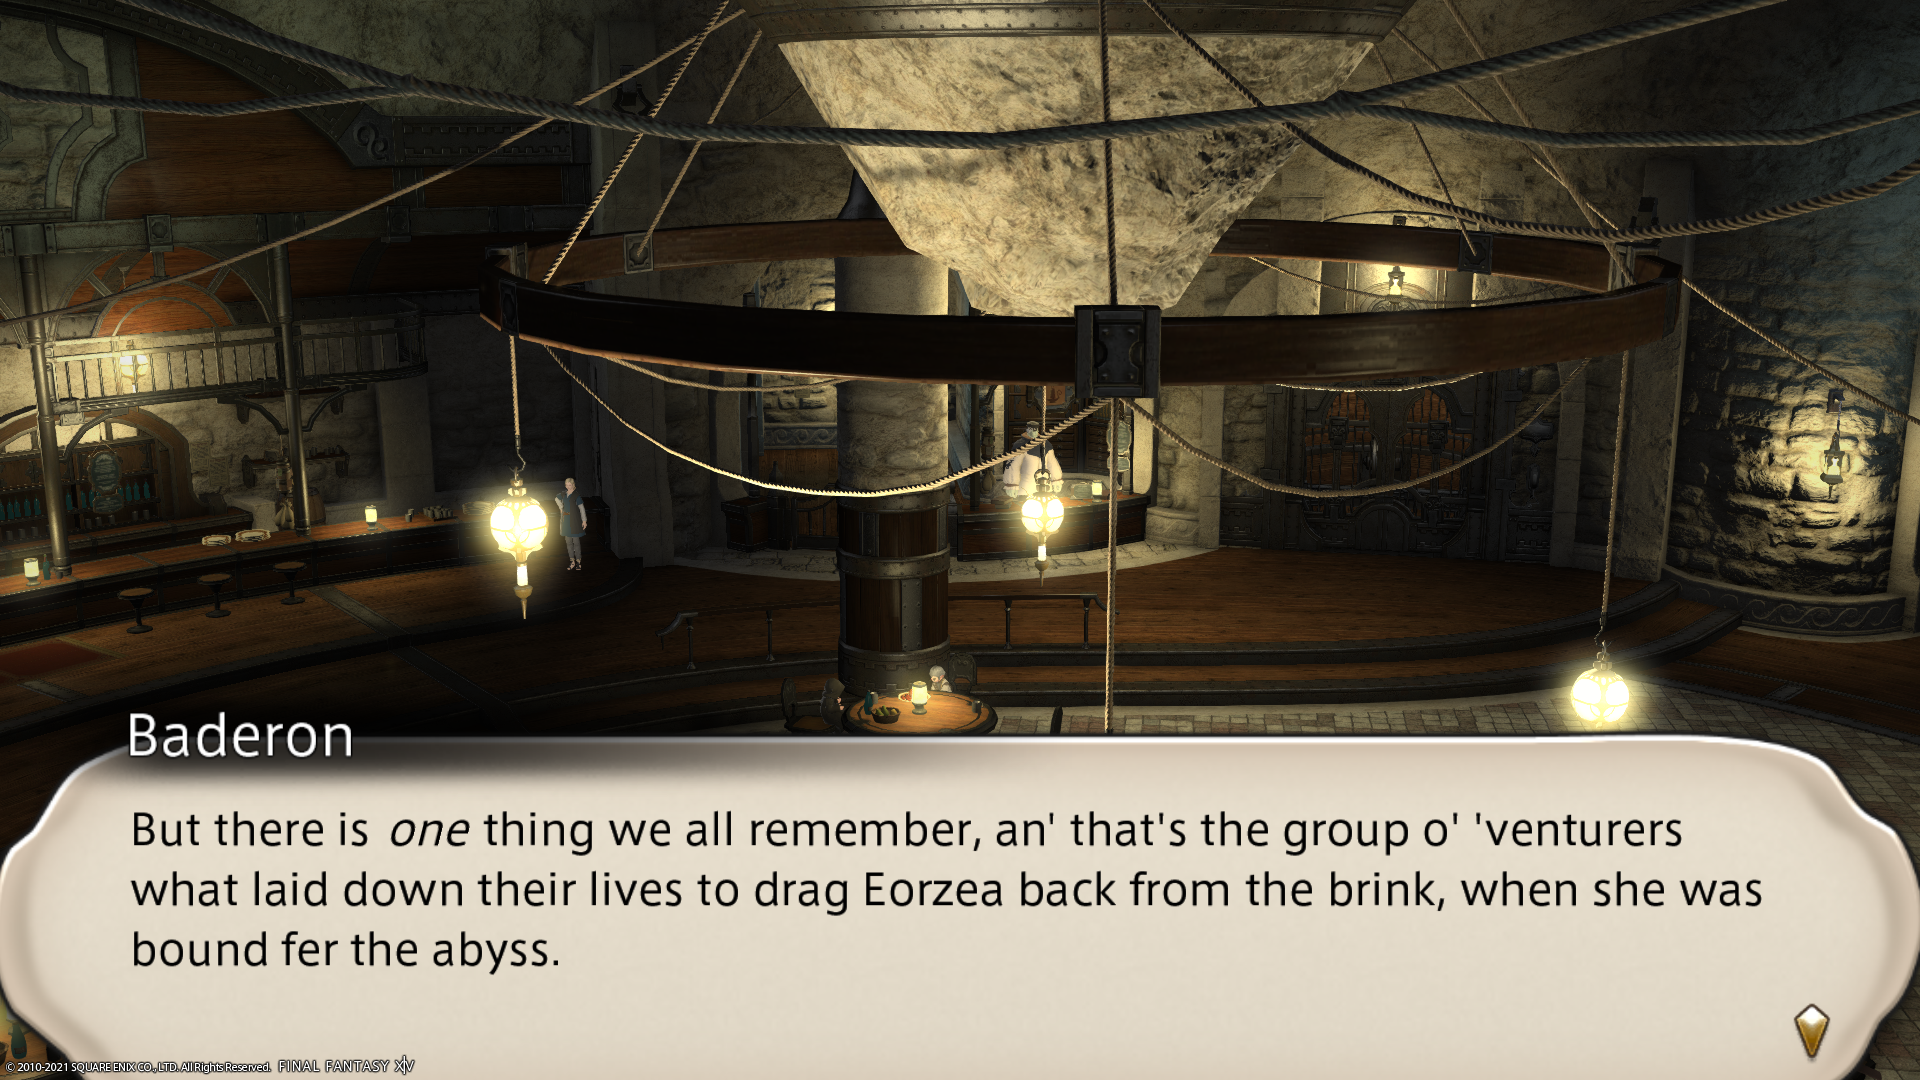 Baderon
But there is one thing we all remember, an' that's the group o' 'venturers
what laid down their lives to drag Eorzea back from the brink, when she was
bound fer the abyss.
© 2010-2021 SQUARE ENIX CO., LTD. All Rights Reserved. FINAL FANTASY XIV